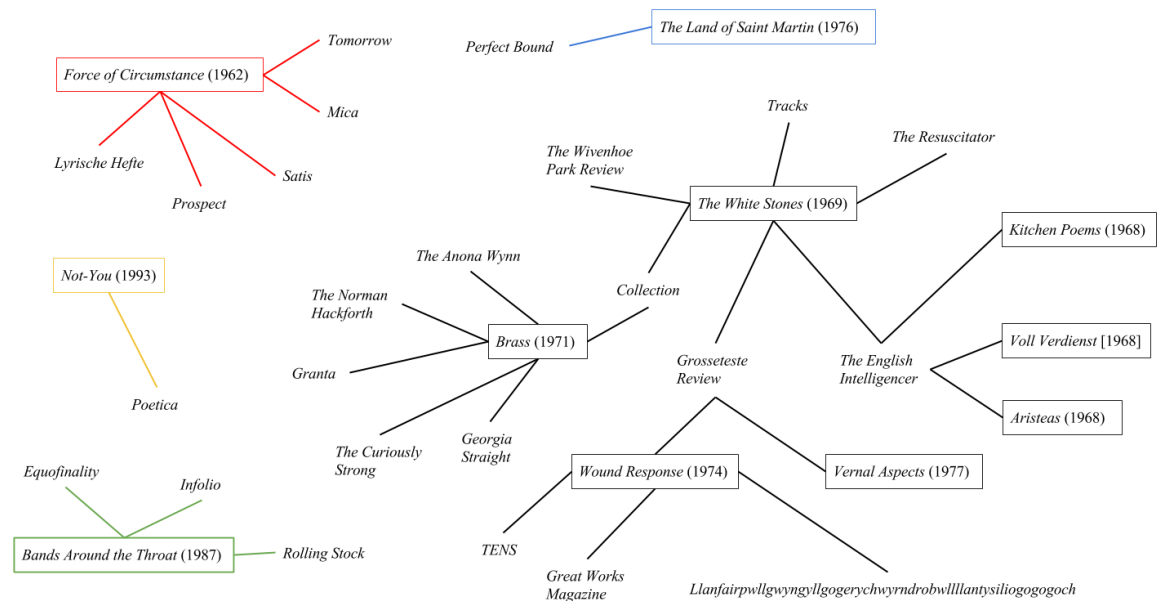 Tomorrow
Perfect Bound
The Land of Saint Martin (1976)
Force of Circumstance (1962)
Mica
Lyrische Hefte
Satis
Prospect
Tracks
The Resuscitator
The Wivenhoe
Park Review
The White Stones (1969)
Kitchen Poems (1968)
Not-You (1993)
The Anona Wynn
Collection
The Norman
Hackforth
Brass (1971)
Granta
Grosseteste
Review
The English
Intelligencer
Voll Verdienst [1968]
Aristeas (1968)
Poetica
The Curiously
Strong
Georgia
Straight
Equofinality
Infolio
Wound Response (1974)
Vernal Aspects (1977)
Bands Around the Throat (1987)
Rolling Stock
TENS
Great Works
Magazine
Llanfairpwllgwyngyllgogerychwyrndrobwllllantysiliogogogoch